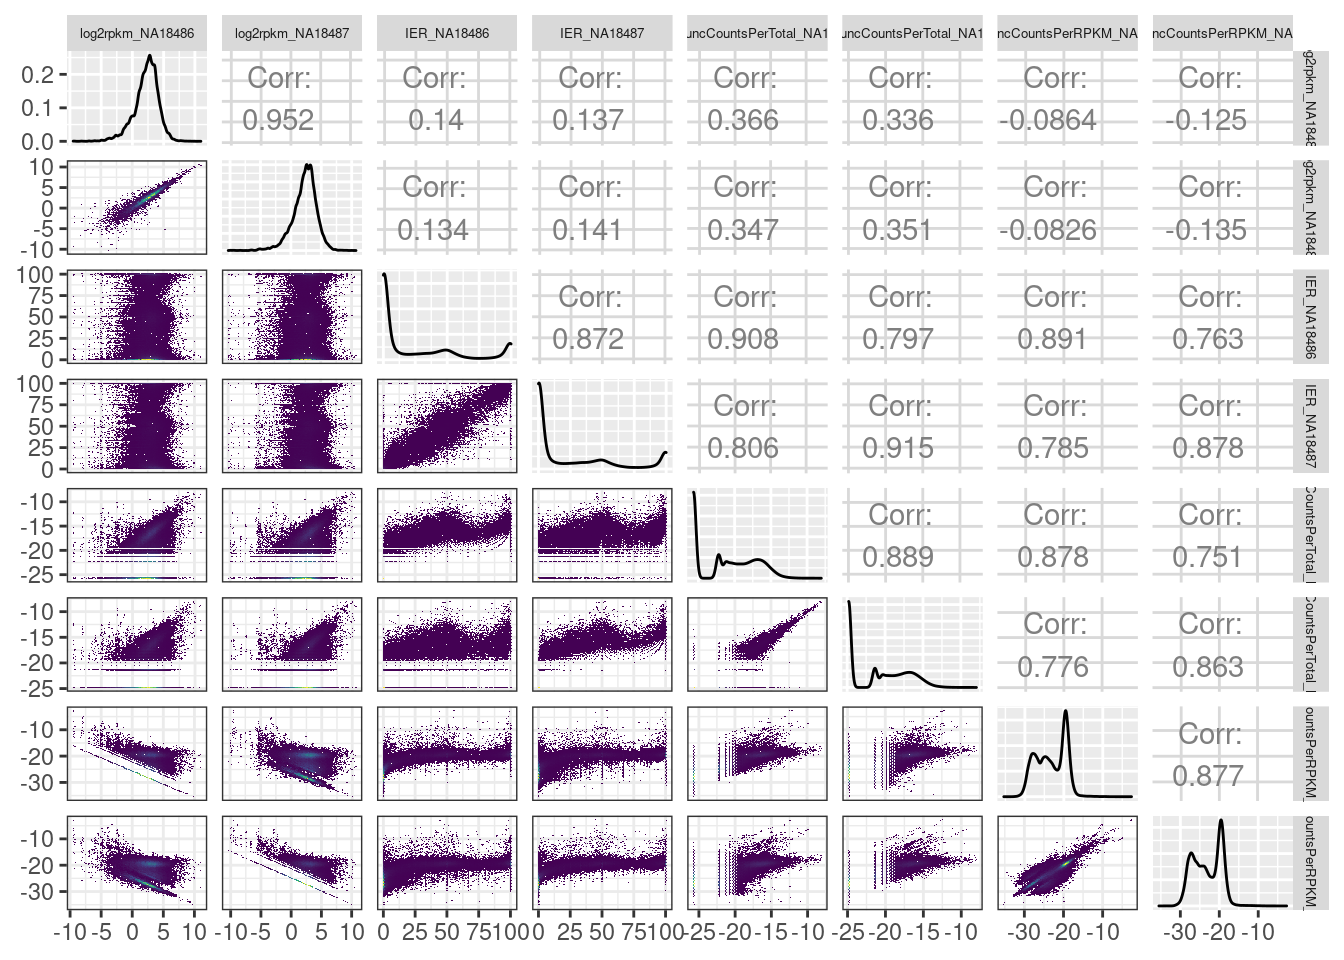 log2rpkm_NA18486 log2rpkm_NA18487 IER_NA18486 IER_NA18487 uncCountsPerTotal_NA1 uncCountsPerTotal_NA1 ncCountsPerRPKM_NA ncCountsPerRPKM_NA
0.2 Corr: Corr: Corr: Corr: Corr: Corr: Corr: g2rpkm_NA1848
0.1
0.0 0.952 0.14 0.137 0.366 0.336 -0.0864 -0.125
10 Corr: Corr: Corr: Corr: Corr: Corr: g2rpkm_NA1848
5
0
-5 0.134 0.141 0.347 0.351 -0.0826 -0.135
-10
100 Corr: Corr: Corr: Corr: Corr: IER_NA18486
75
50
25 0.872 0.908 0.797 0.891 0.763
0
100 Corr: Corr: Corr: Corr: IER_NA18487
75
50
25 0.806 0.915 0.785 0.878
0
-10 Corr: Corr: Corr: CountsPerTotal_
-15
-20 0.889 0.878 0.751
-25
-10 Corr: Corr: CountsPerTotal_
-15
-20 0.776 0.863
-25
-10 Corr: ountsPerRPKM_
-20
-30 0.877
-10 ountsPerRPKM_
-20
-30
-10 -5 0 5 10 -5 0 5 10 0 25 50 75 100 0 25 50 75 100 -25 -20 -15 -10 -25 -20 -15 -10 -30 -20 -10 -30 -20 -10